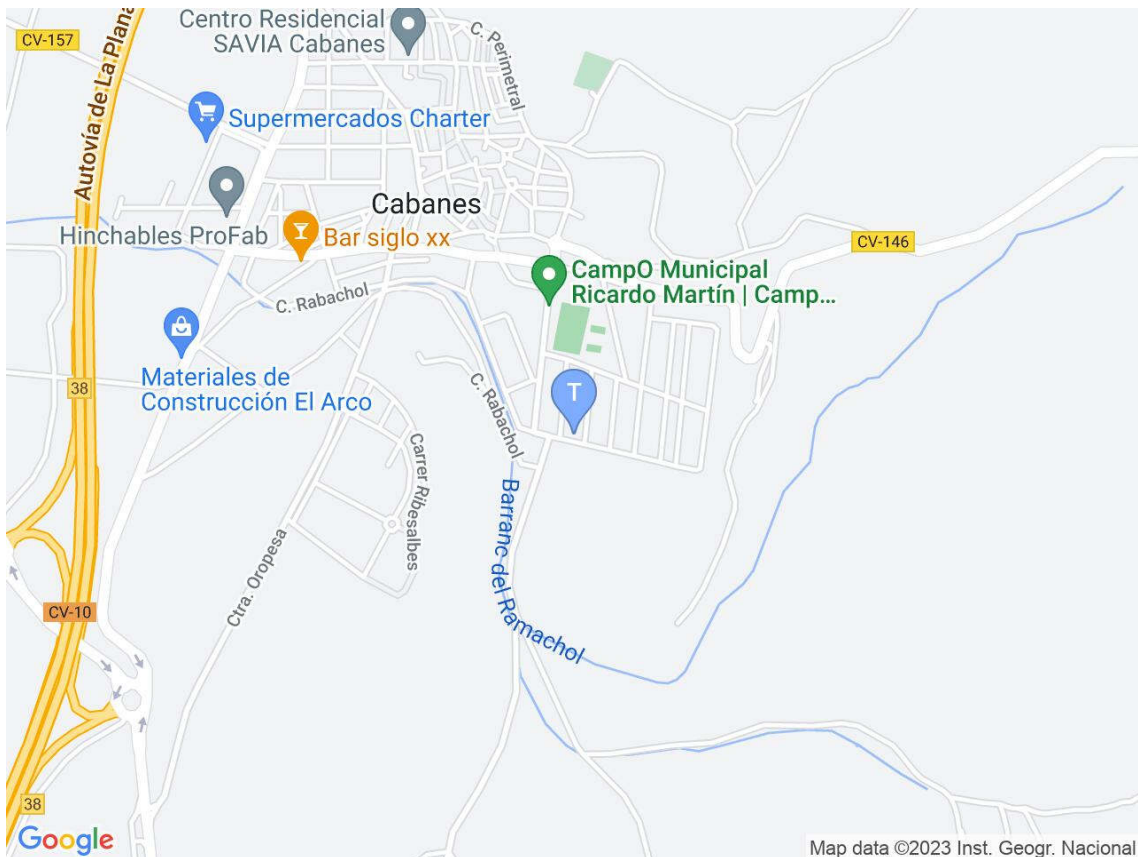 Centro Residencial
SAVIA Cabanes
C. Perimetral
CV-157
Autovía de La Plana
Supermercados Charter
Cabanes
Hinchables ProFab
Bar siglo xx
CV-146
CampO Municipal
Ricardo Martín | Camp...
C. Rabachol
Materiales de
Construcción El Arco
38
T
C. Rabachol
Carrer Ribesalbes
Barranc del Ramachol
Ctra. Oropesa
CV-10
38
Google
Map data ©2023 Inst. Geogr. Nacional